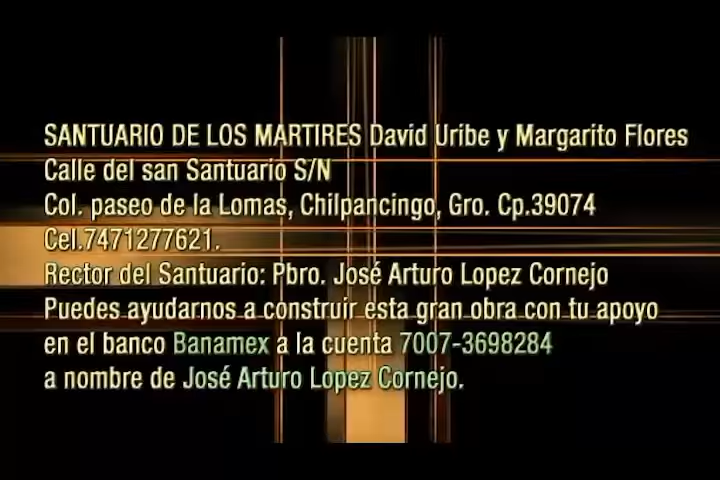 SANTUARIO DE LOS MARTIRES David Uribe y Margarito Flores
Calle del san Santuario S/N
Col. paseo de la Lomas, Chilpancingo, Gro. Cp.39074
Cel.7471277621.
Rector del Santuario: Pbro. José Arturo Lopez Cornejo
Puedes ayudarnos a construir esta gran obra con tu apoyo
en el banco Banamex a la cuenta 7007-3698284
a nombre de José Arturo Lopez Cornejo.